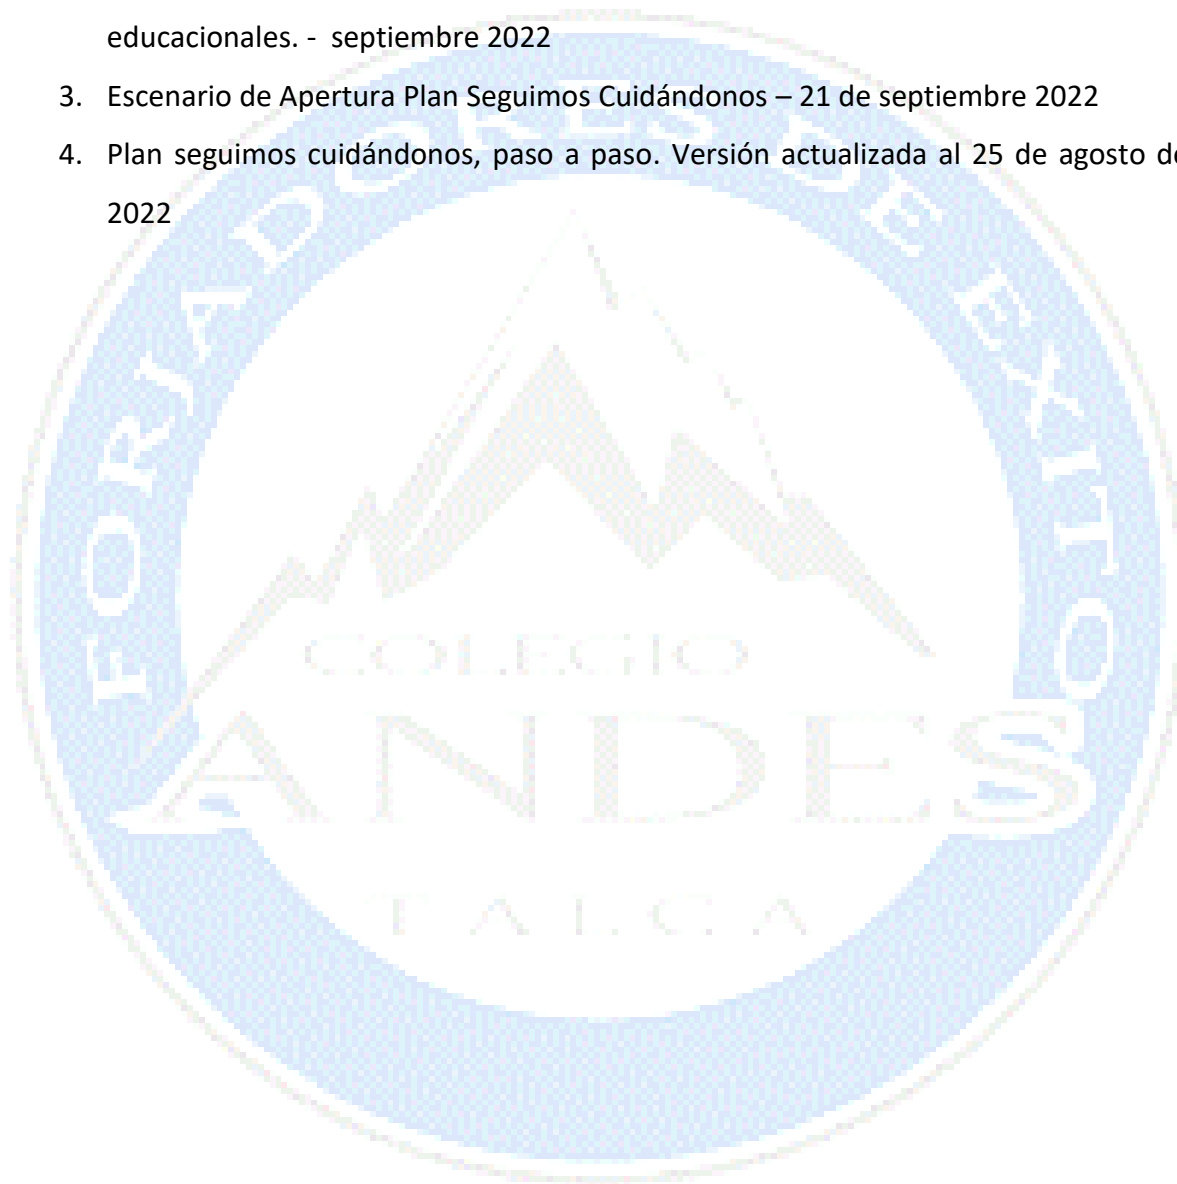 educacionales. - septiembre 2022
3. Escenario de Apertura Plan Seguimos Cuidándonos – 21 de septiembre 2022
4. Plan seguimos cuidándonos, paso a paso. Versión actualizada al 25 de agosto de
2022
FORJADORES DE EXITO
COLEGIO
ANDES
TALCA